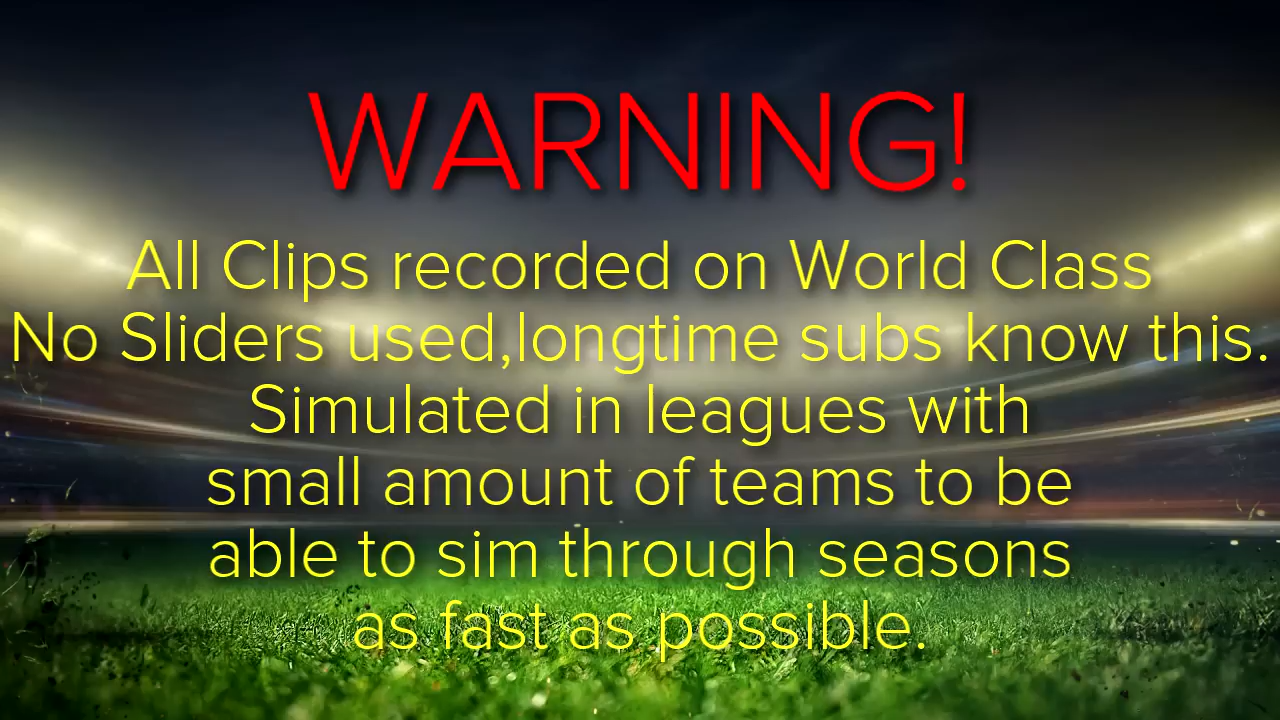 WARNING!
All Clips recorded on World Class
No Sliders used,longtime subs know this.
Simulated in leagues with
small amount of teams to be
able to sim through seasons
as fast as possible.